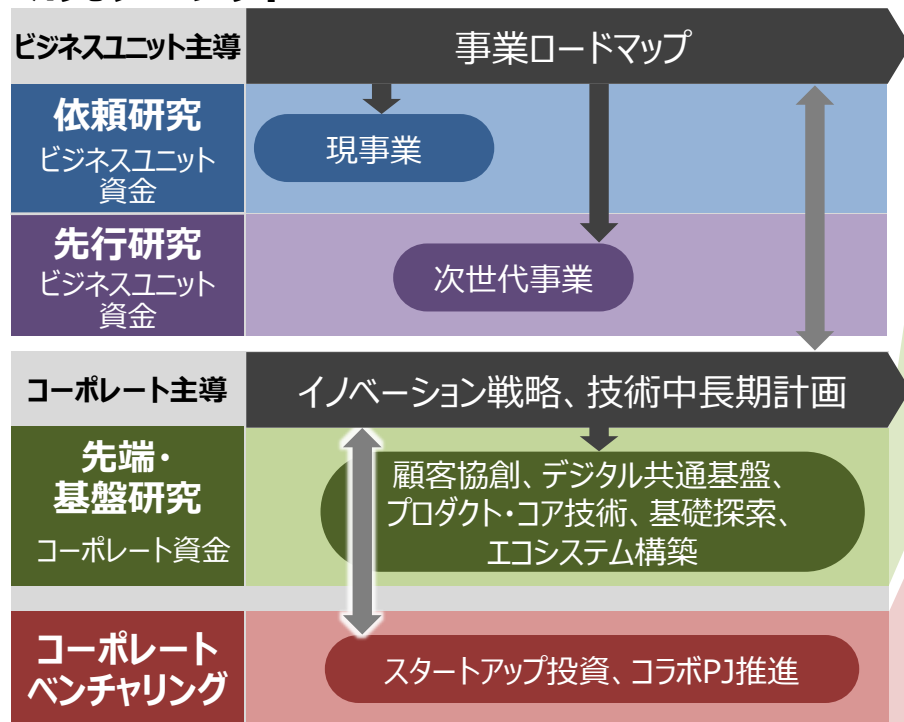 ビジネスユニット主導
事業ロードマップ
依頼研究
ビジネスユニット
資金
現事業
先行研究
ビジネスユニット
資金
次世代事業
コーポレート主導
イノベーション戦略、技術中長期計画
先端・
基盤研究
コーポレート資金
顧客協創、デジタル共通基盤、
プロダクト・コア技術、基礎探索、
エコシステム構築
コーポレート
ベンチャリング
スタートアップ投資、コラボPJ推進